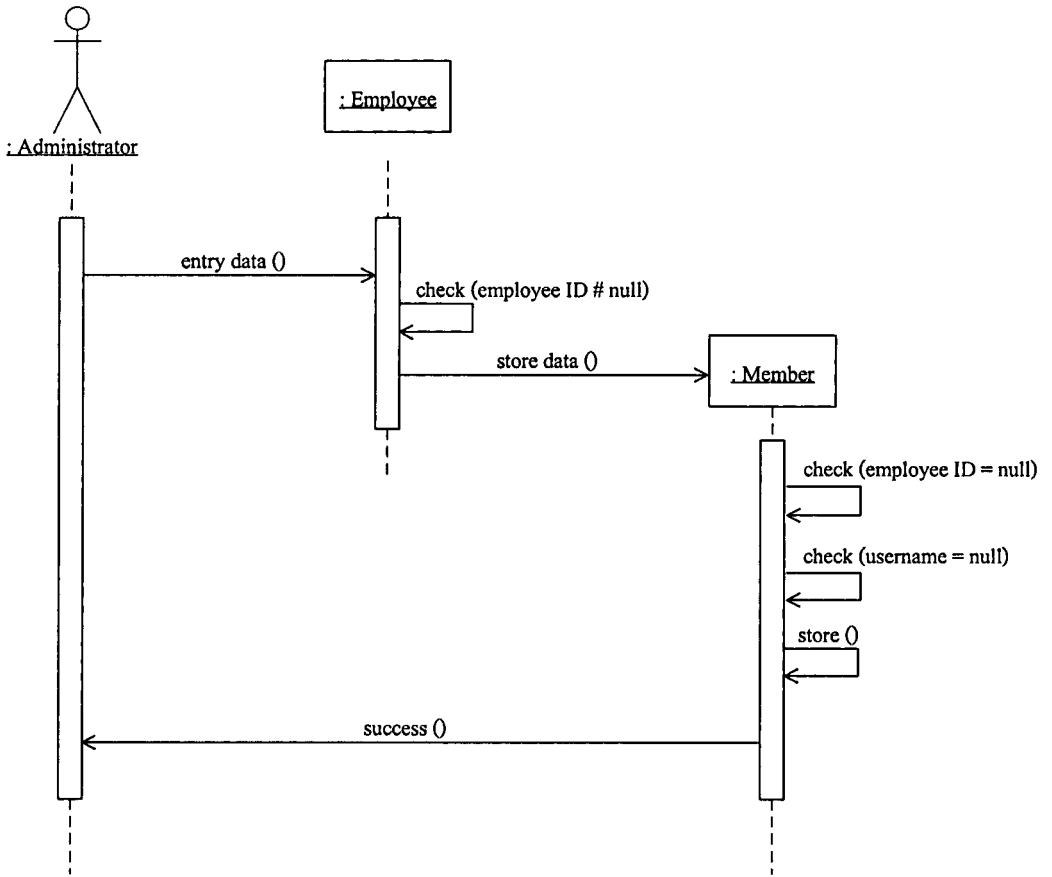 : Employee
: Administrator
entry data ()
check (employee ID # null)
store data ()
: Member
check (employee ID = null)
check (username = null)
store ()
success ()